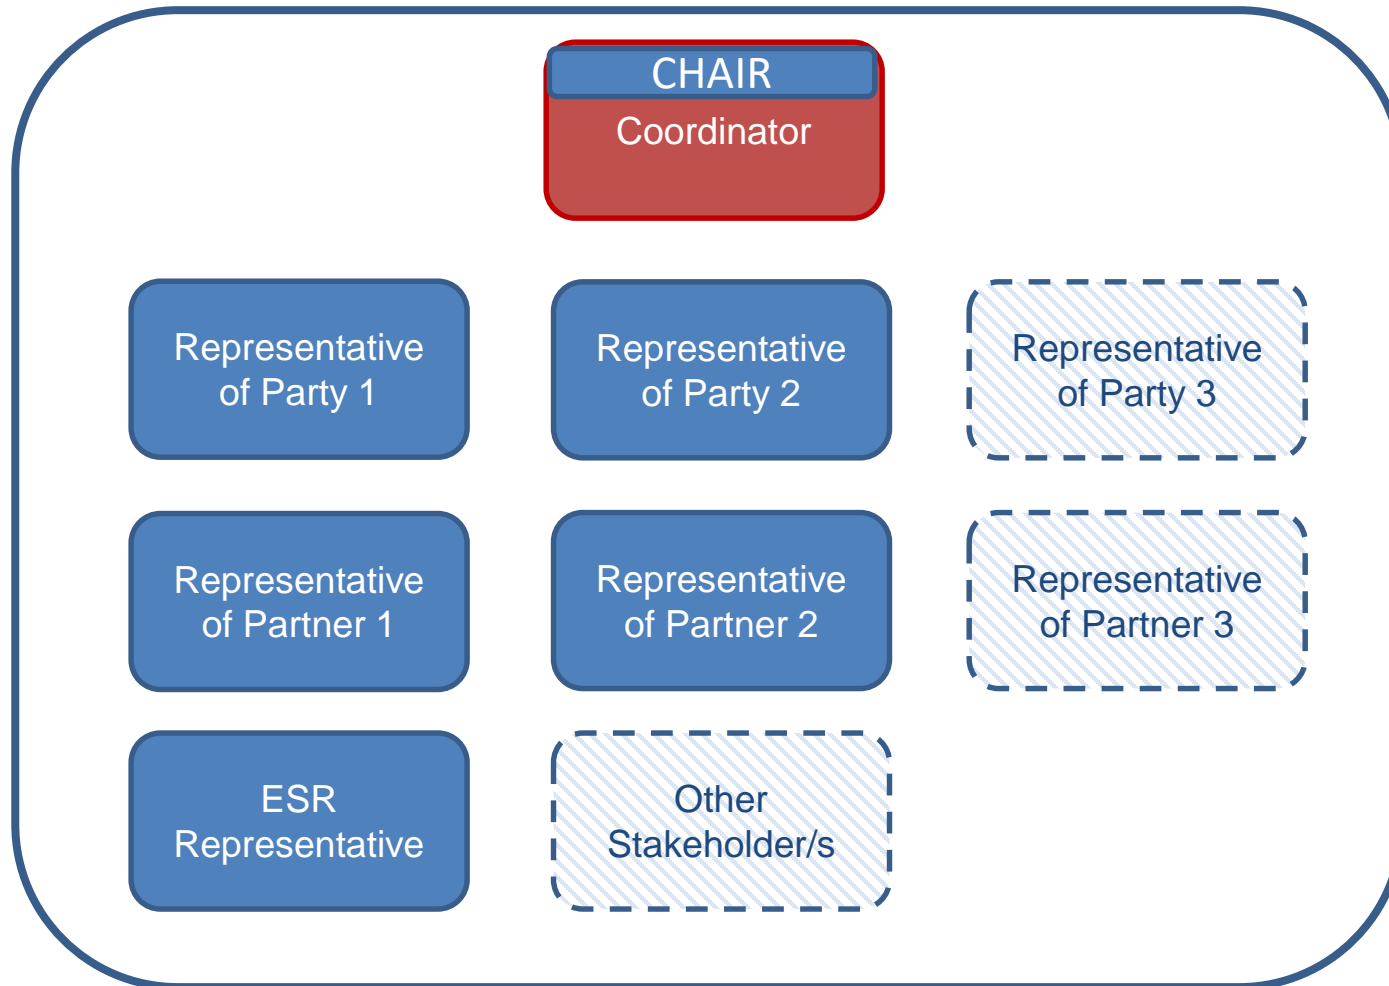 CHAIR
Coordinator
Representative
of Party 1
Representative
of Party 2
Representative
of Party 3
Representative
of Partner 1
Representative
of Partner 2
Representative
of Partner 3
ESR
Representative
Other
Stakeholder/s